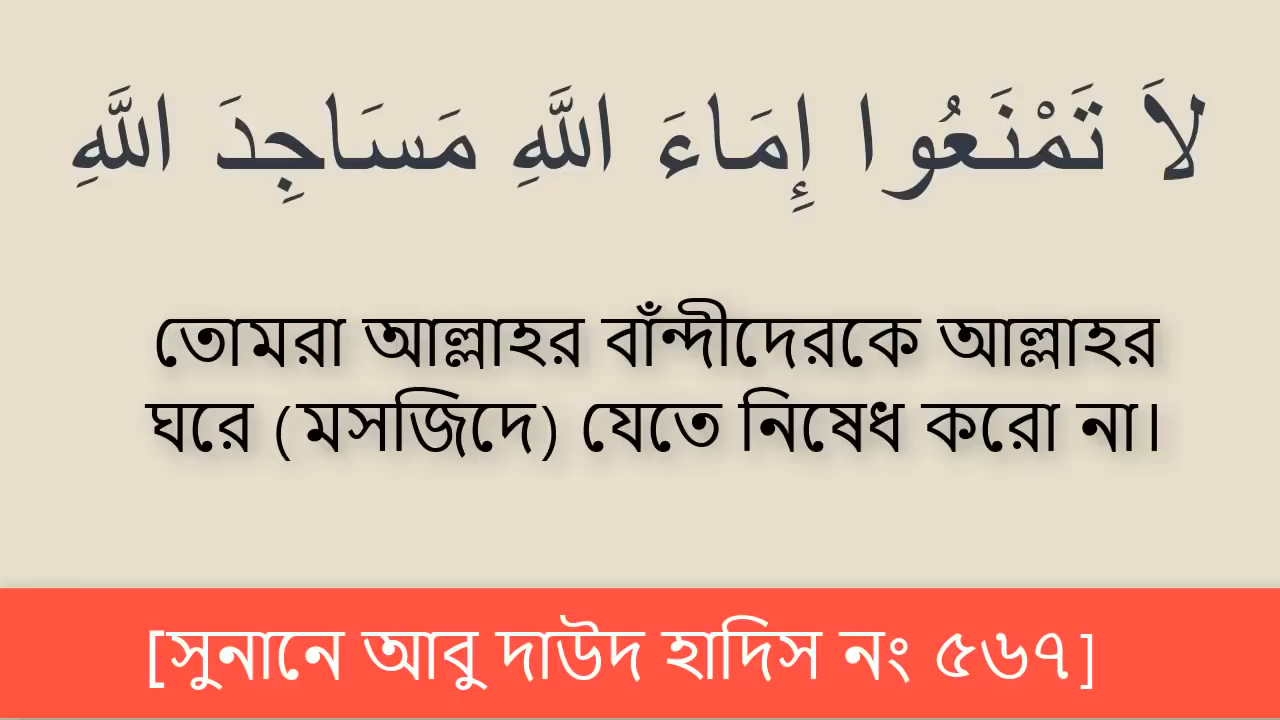 لاَ تَمْنَعُوا إِمَاءَ اللَّهِ مَسَاجِدَ اللَّهِ
তোমরা আল্লাহর বাঁন্দীদেরকে আল্লাহর
ঘরে (মসজিদে) যেতে নিষেধ করো না।
[সুনানে আবু দাউদ হাদিস নং ৫৬৭]